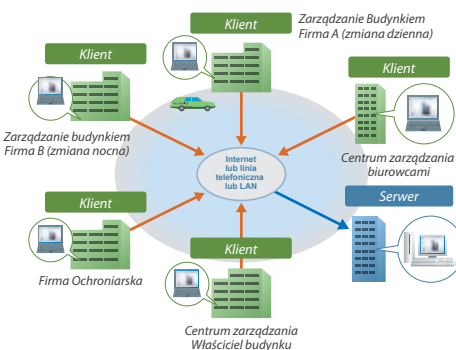 Klient
Zarządzanie Budynkiem
Firma A (zmiana dzienna)
Klient
Zarządzanie budynkiem
Firma B (zmiana nocna)
Klient
Centrum zarządzania
biurowcami
Internet
lub linia
telefoniczna
lub LAN
Klient
Firma Ochroniarska
Serwer
Klient
Centrum zarządzania
Właściciel budynku